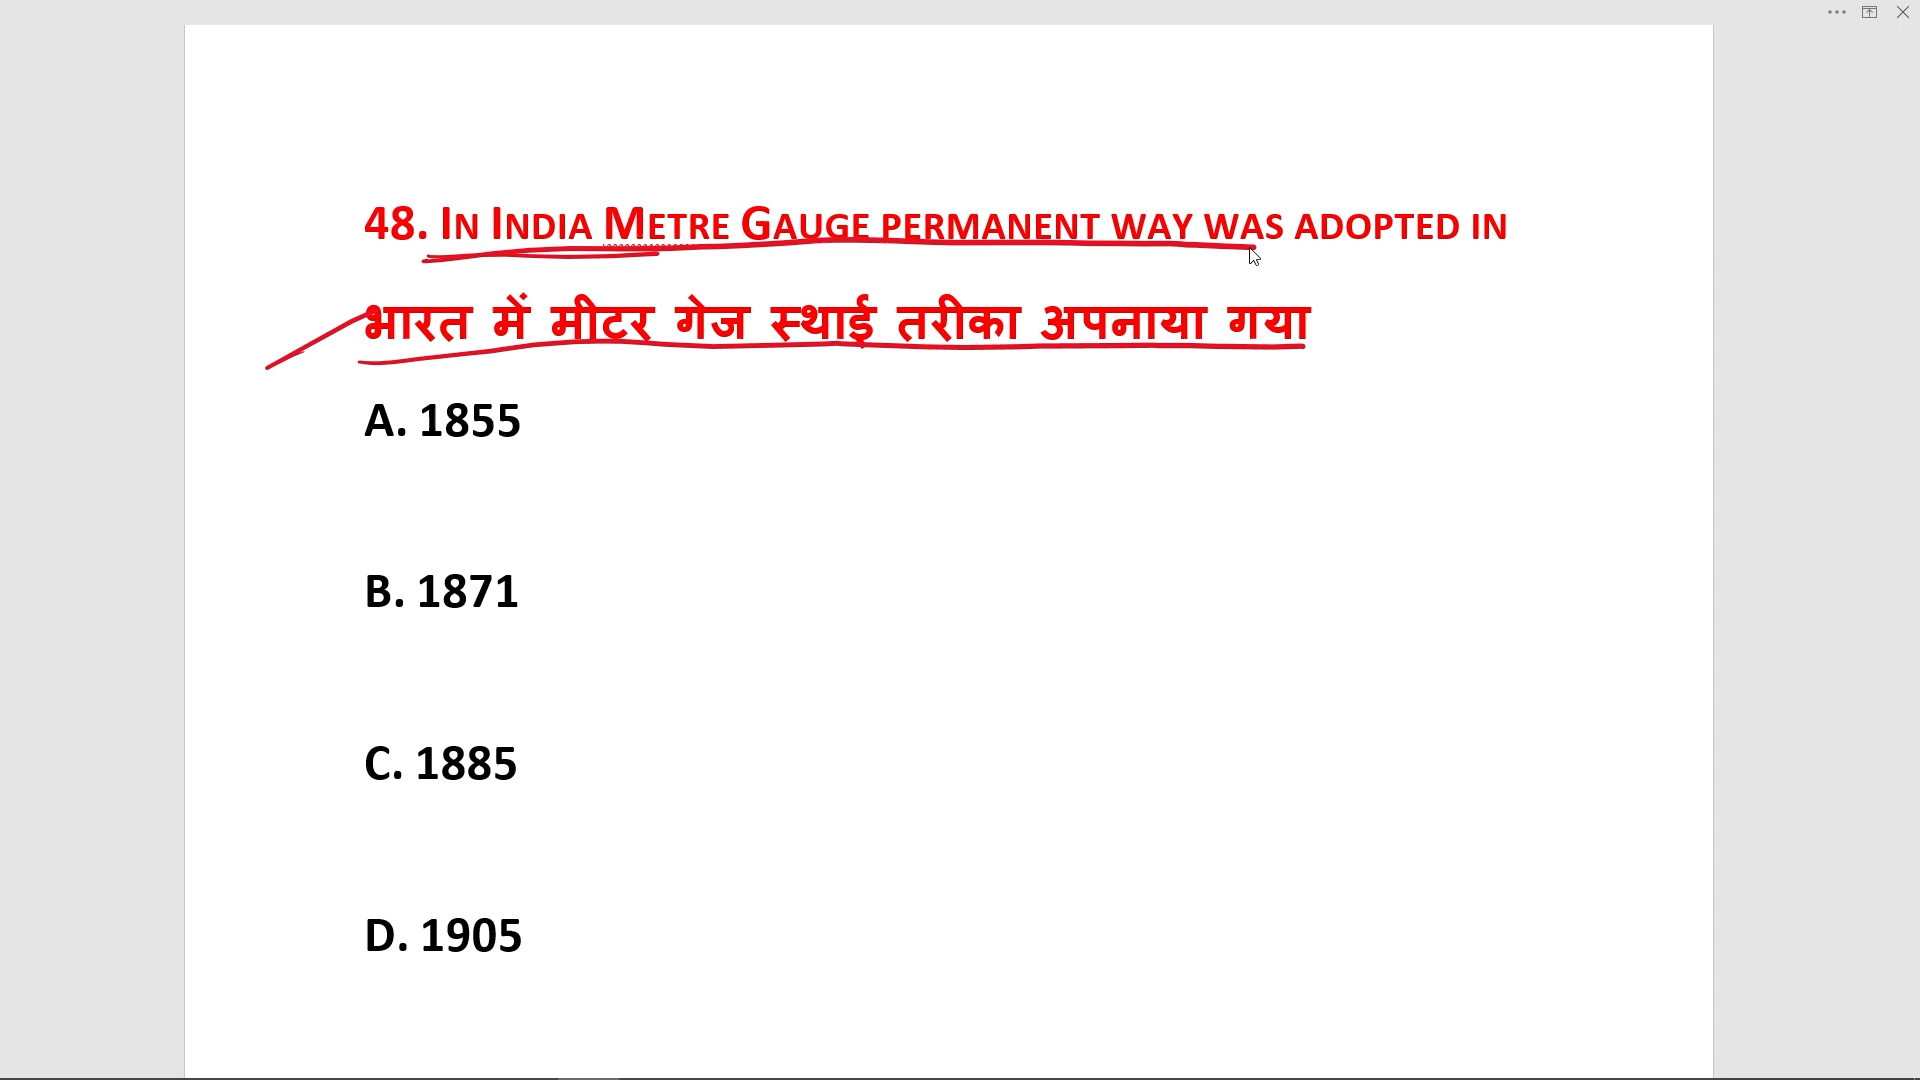 48. In India Metre Gauge permanent way was adopted in
भारत में मीटर गेज स्थाई तरीका अपनाया गया
A. 1855
B. 1871
C. 1885
D. 1905